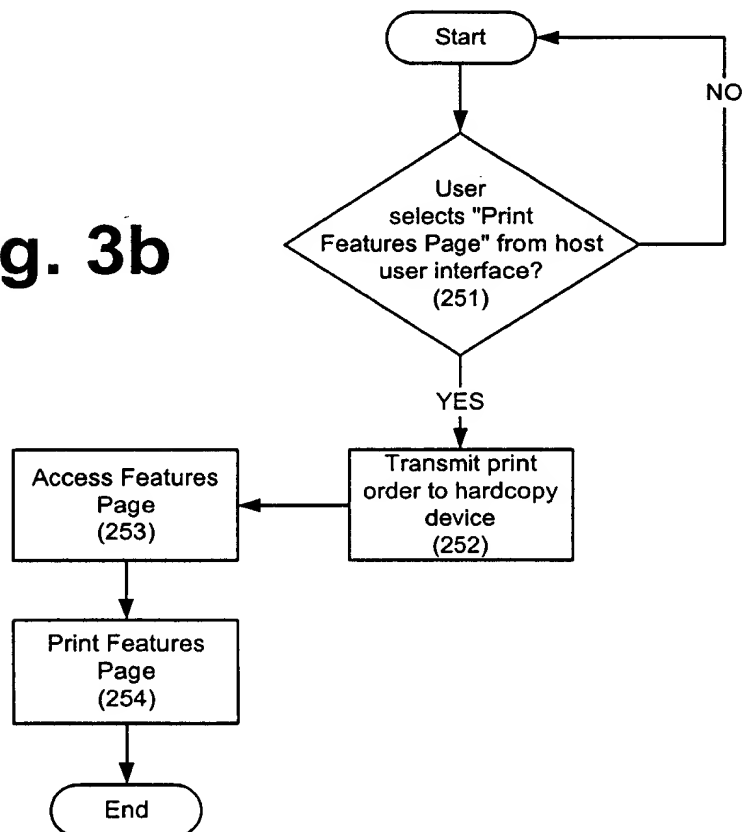 Start
NO
User
selects "Print
Features Page" from host
user interface?
(251)
g. 3b
YES
Transmit print
order to hardcopy
device
(252)
Access Features
Page
(253)
Print Features
Page
(254)
End